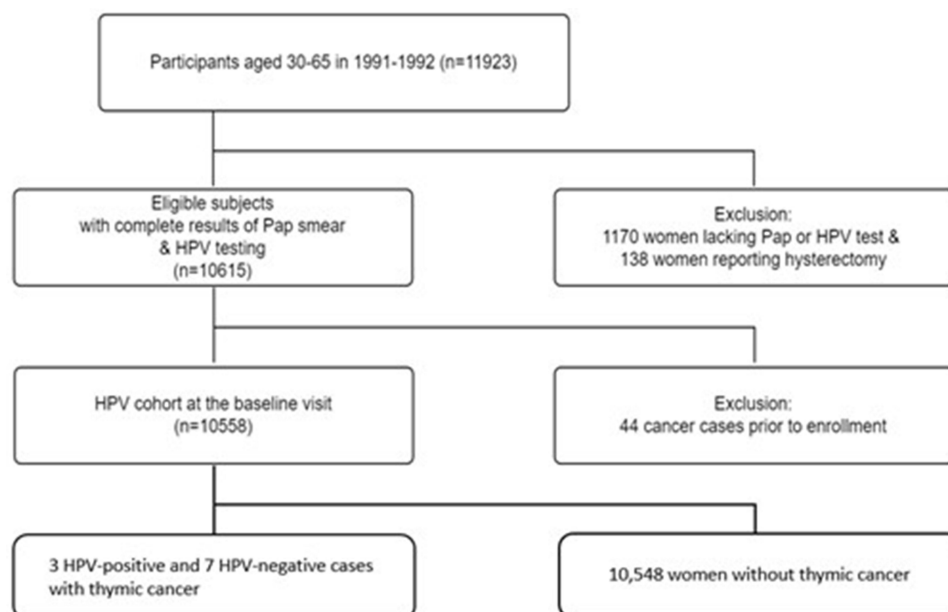 Participants aged 30-65 in 1991-1992 (n=11923)
Eligible subjects
with complete results of Pap smear
& HPV testing
(n=10615)
Exclusion:
1170 women lacking Pap or HPV test &
138 women reporting hysterectomy
HPV cohort at the baseline visit
(n=10558)
Exclusion:
44 cancer cases prior to enrollment
3 HPV-positive and 7 HPV-negative cases
with thymic cancer
10,548 women without thymic cancer